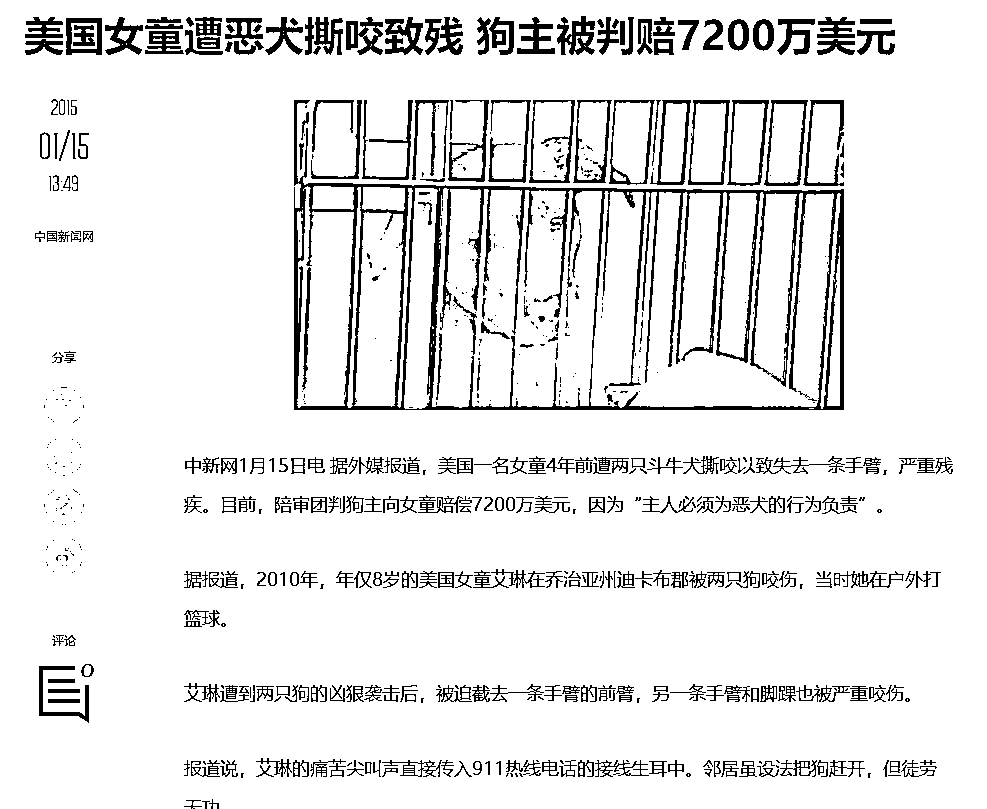 美国女童遭恶犬撕咬致残 狗主被判赔7200万美元
2015
01/15
13:49
中国新闻网
分享
评论
0
中新网1月15日电 据外媒报道，美国一名女童4年前遭两只斗牛犬撕咬以致失去一条手臂，严重残
疾。目前，陪审团判狗主向女童赔偿7200万美元，因为“主人必须为恶犬的行为负责”。
据报道，2010年，年仅8岁的美国女童艾琳在乔治亚州迪卡布郡被两只狗咬伤，当时她在户外打
篮球。
艾琳遭到两只狗的凶狠袭击后，被迫截去一条手臂的前臂，另一条手臂和脚踝也被严重咬伤。
报道说，艾琳的痛苦尖叫声直接传入911热线电话的接线生耳中。邻居虽设法把狗赶开，但徒劳
无功